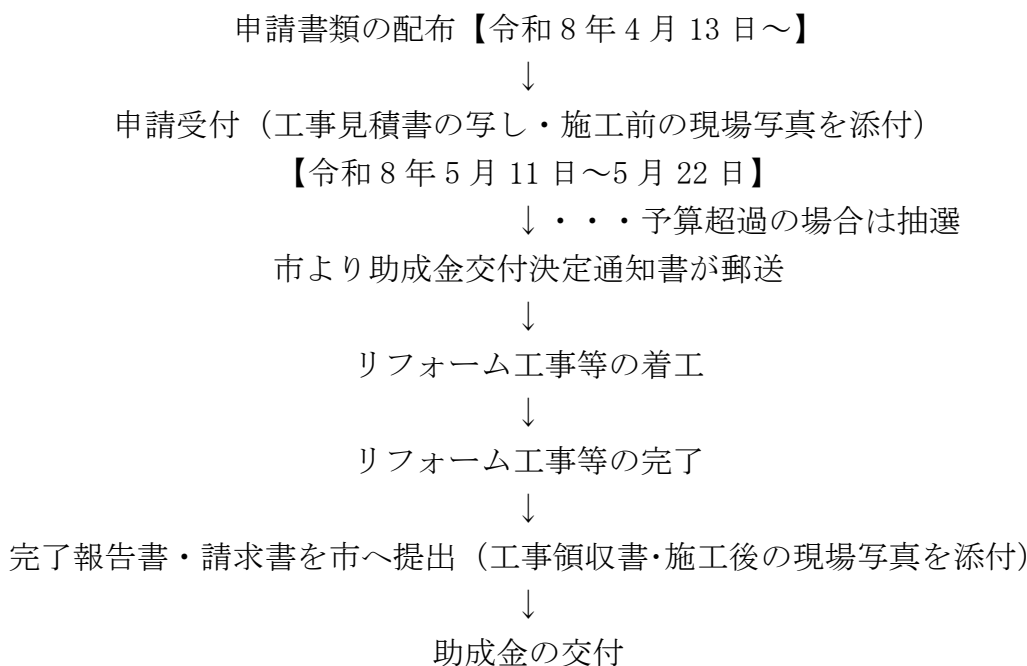 申請書類の配布【令和8年4月13日～】
↓
申請受付（工事見積書の写し・施工前の現場写真を添付）
【令和8年5月11日～5月22日】
↓・・・予算超過の場合は抽選
市より助成金交付決定通知書が郵送
↓
リフォーム工事等の着工
↓
リフォーム工事等の完了
↓
完了報告書・請求書を市へ提出（工事領収書・施工後の現場写真を添付）
↓
助成金の交付